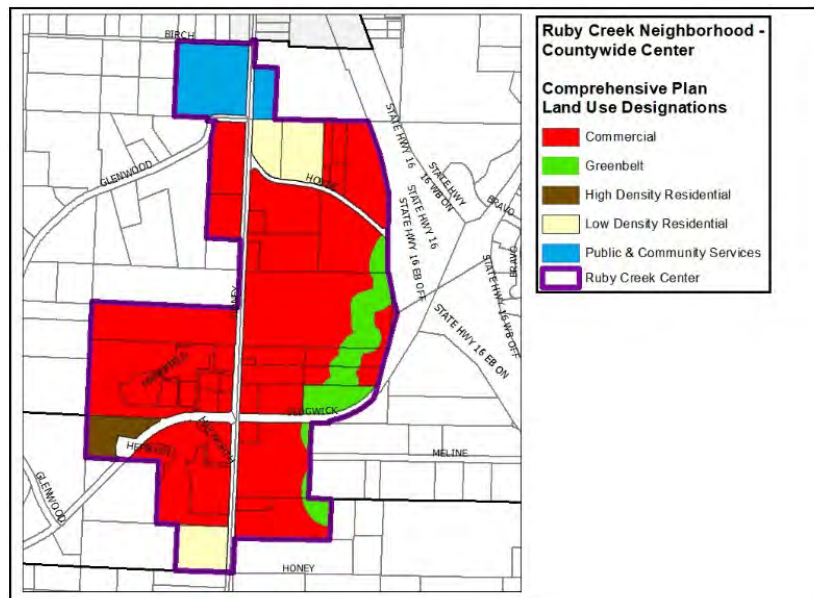 Ruby Creek Neighborhood -
Countywide Center
Comprehensive Plan
Land Use Designations
Commercial
Greenbelt
High Density Residential
Low Density Residential
Public & Community Services
Ruby Creek Center
BIRCH
GLENWOOD
HOVDE
SIDNEY
STATE HWY 16
STATE HWY
16 WB ON
STATE HWY 16
STATE HWY 16 EB OFF
BRAVO
BRAVO
STATE HWY 16 WB OFF
STATE HWY 16 EB ON
SEDGWICK
MELINE
GLENWOOD
HONEY